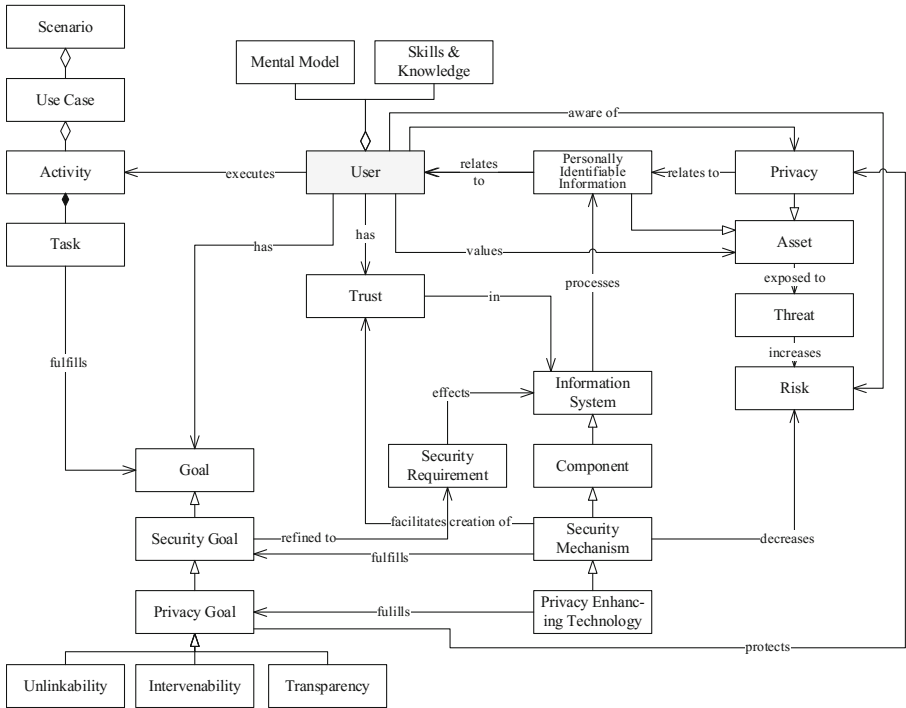 Scenario
Mental Model
Skills &
Knowledge
Use Case
aware of
Activity
executes
User
relates
to
Personally
Identifiable
Information
relates to
Privacy
Task
has
has
values
Asset
processes
exposed to
Trust
in
Threat
fulfills
increases
effects
Information
System
Risk
Goal
Security
Requirement
Component
facilitates creation of
Security Goal
refined to
Security
Mechanism
decreases
fulfills
Privacy Goal
fulills
Privacy Enhanc-
ing Technology
protects
Unlinkability
Intervenability
Transparency